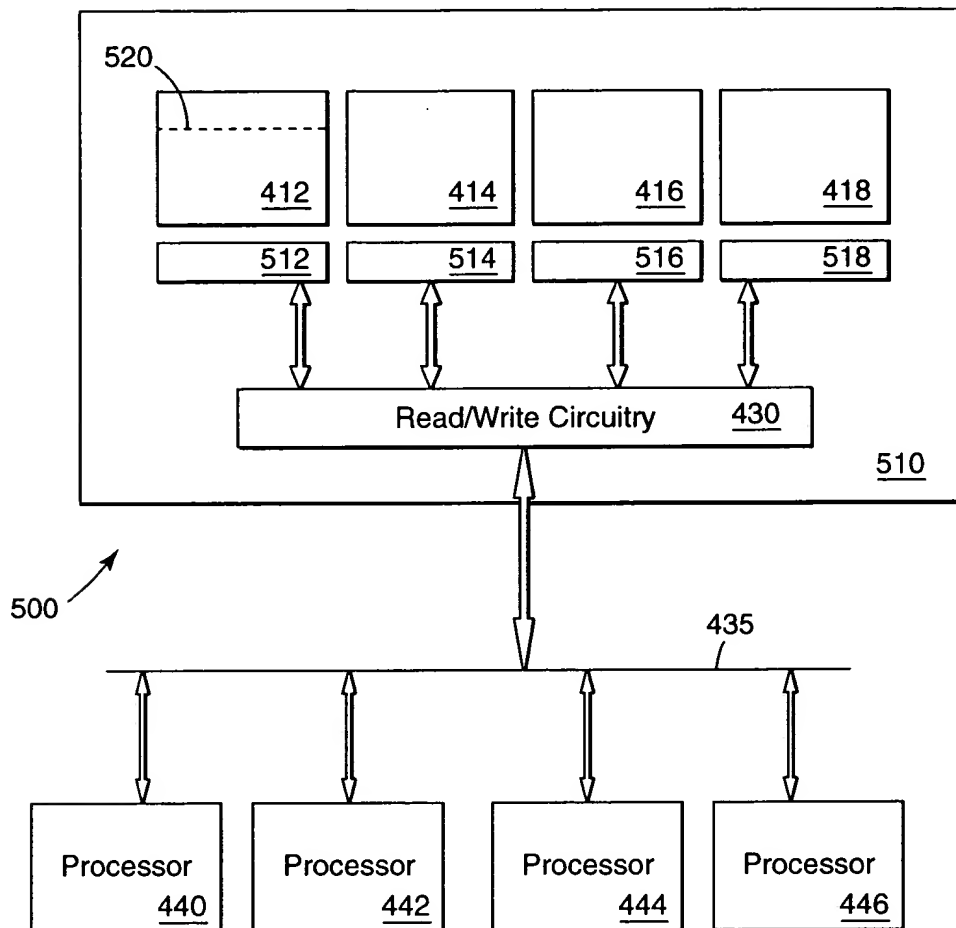 520
412 414 416 418
512 514 516 518
Read/Write Circuitry 430
510
500
435
Processor 440
Processor 442
Processor 444
Processor 446